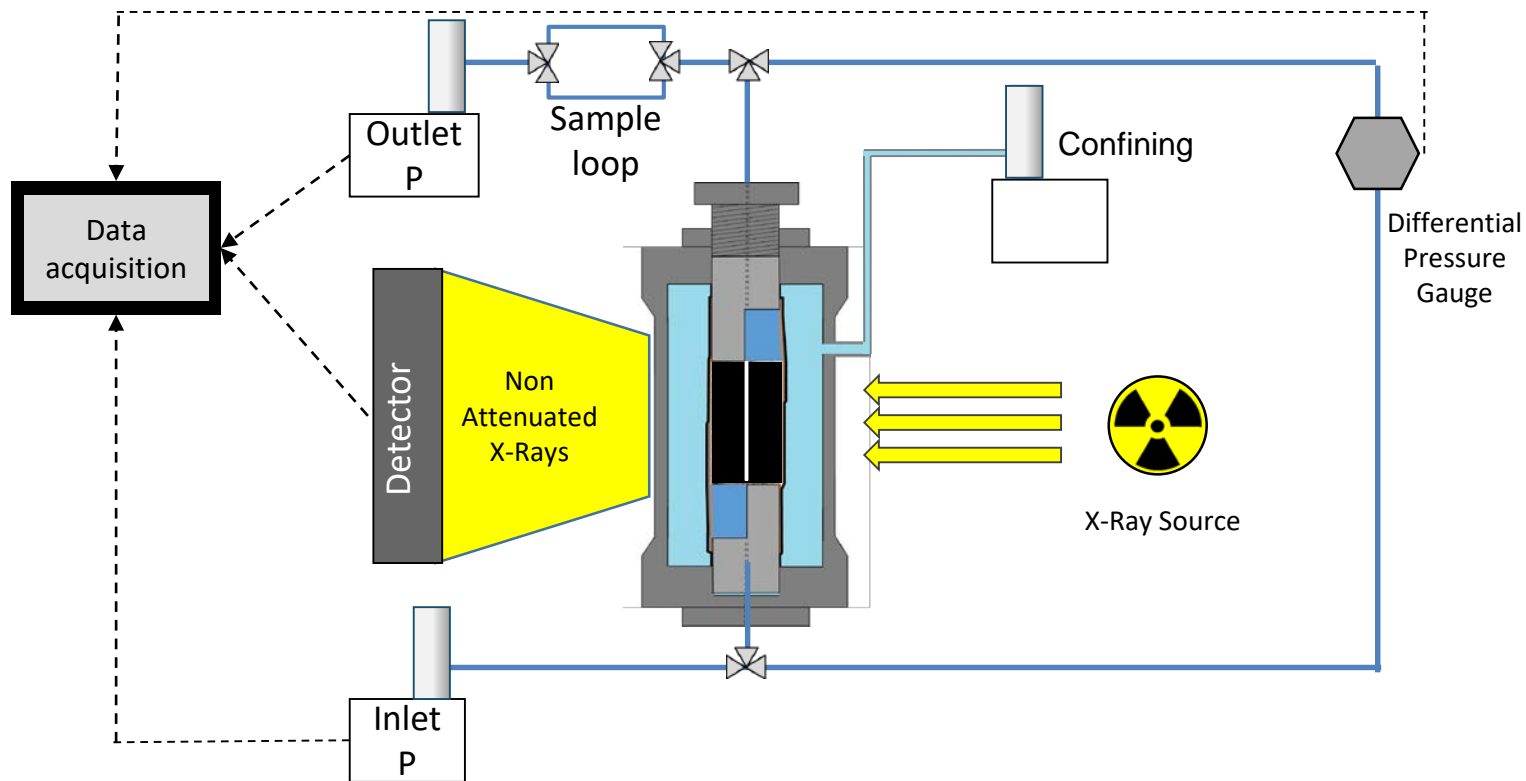 Outlet
P
Sample
loop
Confining
Data
acquisition
Differential
Pressure
Gauge
Detector
Non
Attenuated
X-Rays
X-Ray Source
Inlet
P